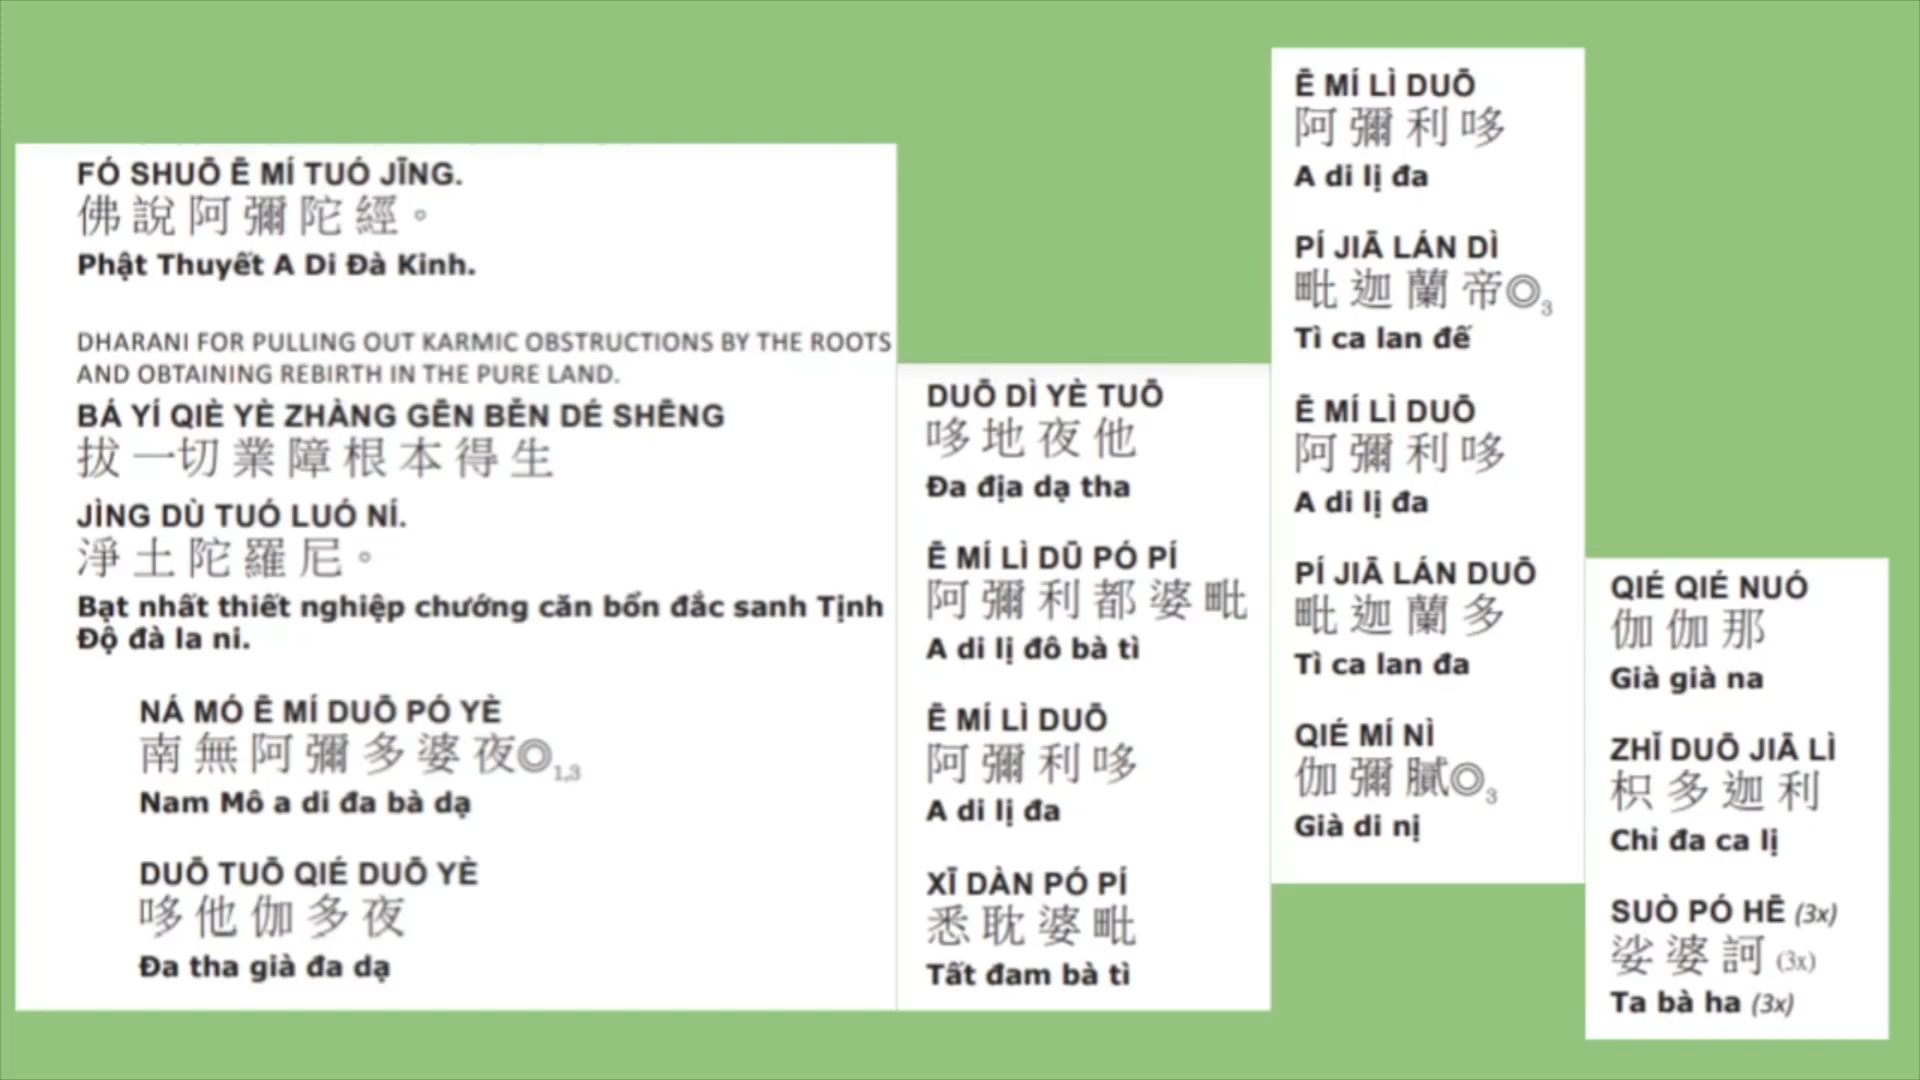 FÓ SHUŌ Ē MÍ TUÓ JĪNG.
佛 說 阿 彌 陀 經 。
Phật Thuyết A Di Đà Kinh.
DHARANI FOR PULLING OUT KARMIC OBSTRUCTIONS BY THE ROOTS
AND OBTAINING REBIRTH IN THE PURE LAND.
BÁ YÍ QIÈ YÈ ZHÀNG GĒN BĚN DÉ SHĒNG
拔 一切 業 障 根 本 得 生
JÌNG DÙ TUÓ LUÓ NÍ.
淨 土 陀 羅 尼 。
Bạt nhất thiết nghiệp chướng căn bổn đắc sanh Tịnh
Độ đà la ni.
NÁ MÓ Ē MÍ DUŌ PÓ YÈ
南 無 阿 彌 多 婆 夜◎1,3
Nam Mô a di đa bà dạ
DUŌ TUŌ QIÉ DUŌ YÈ
哆 他 伽 多 夜
Đa tha già đa dạ
DUŌ DÌ YÈ TUŌ
哆 地 夜 他
Đa địa dạ tha
Ē MÍ LÌ DŪ PÓ PÍ
阿 彌 利 都 婆 毗
A di lị đô bà tì
Ē MÍ LÌ DUŌ
阿 彌 利 哆
A di lị đa
XĪ DÀN PÓ PÍ
悉 耽 婆 毗
Tất đam bà tì
Ē MÍ LÌ DUŌ
阿 彌 利 哆
A di lị đa
PÍ JIĀ LÁN DÌ
毗 迦 蘭 帝◎3
Tì ca lan đế
Ē MÍ LÌ DUŌ
阿 彌 利 哆
A di lị đa
PÍ JIĀ LÁN DUŌ
毗 迦 蘭 多
Tì ca lan đa
QIÉ MÍ NÌ
伽 彌 膩◎3
Già di nị
QIÉ QIÉ NUÓ
伽 伽 那
Già già na
ZHǏ DUŌ JIĀ LÌ
枳 多 迦 利
Chỉ đa ca lị
SUÒ PÓ HĒ (3x)
娑 婆 訶 (3x)
Ta bà ha (3x)